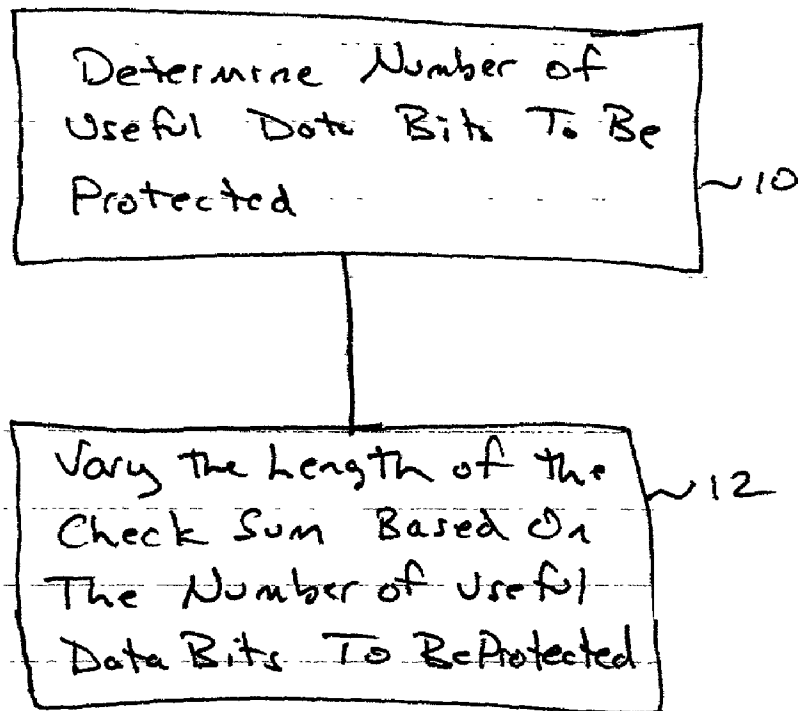 Determine Number of
Useful Data Bits To Be
Protected
~10
Vary the Length of the
Check Sum Based On
The Number of Useful
Data Bits To Be Protected
~12